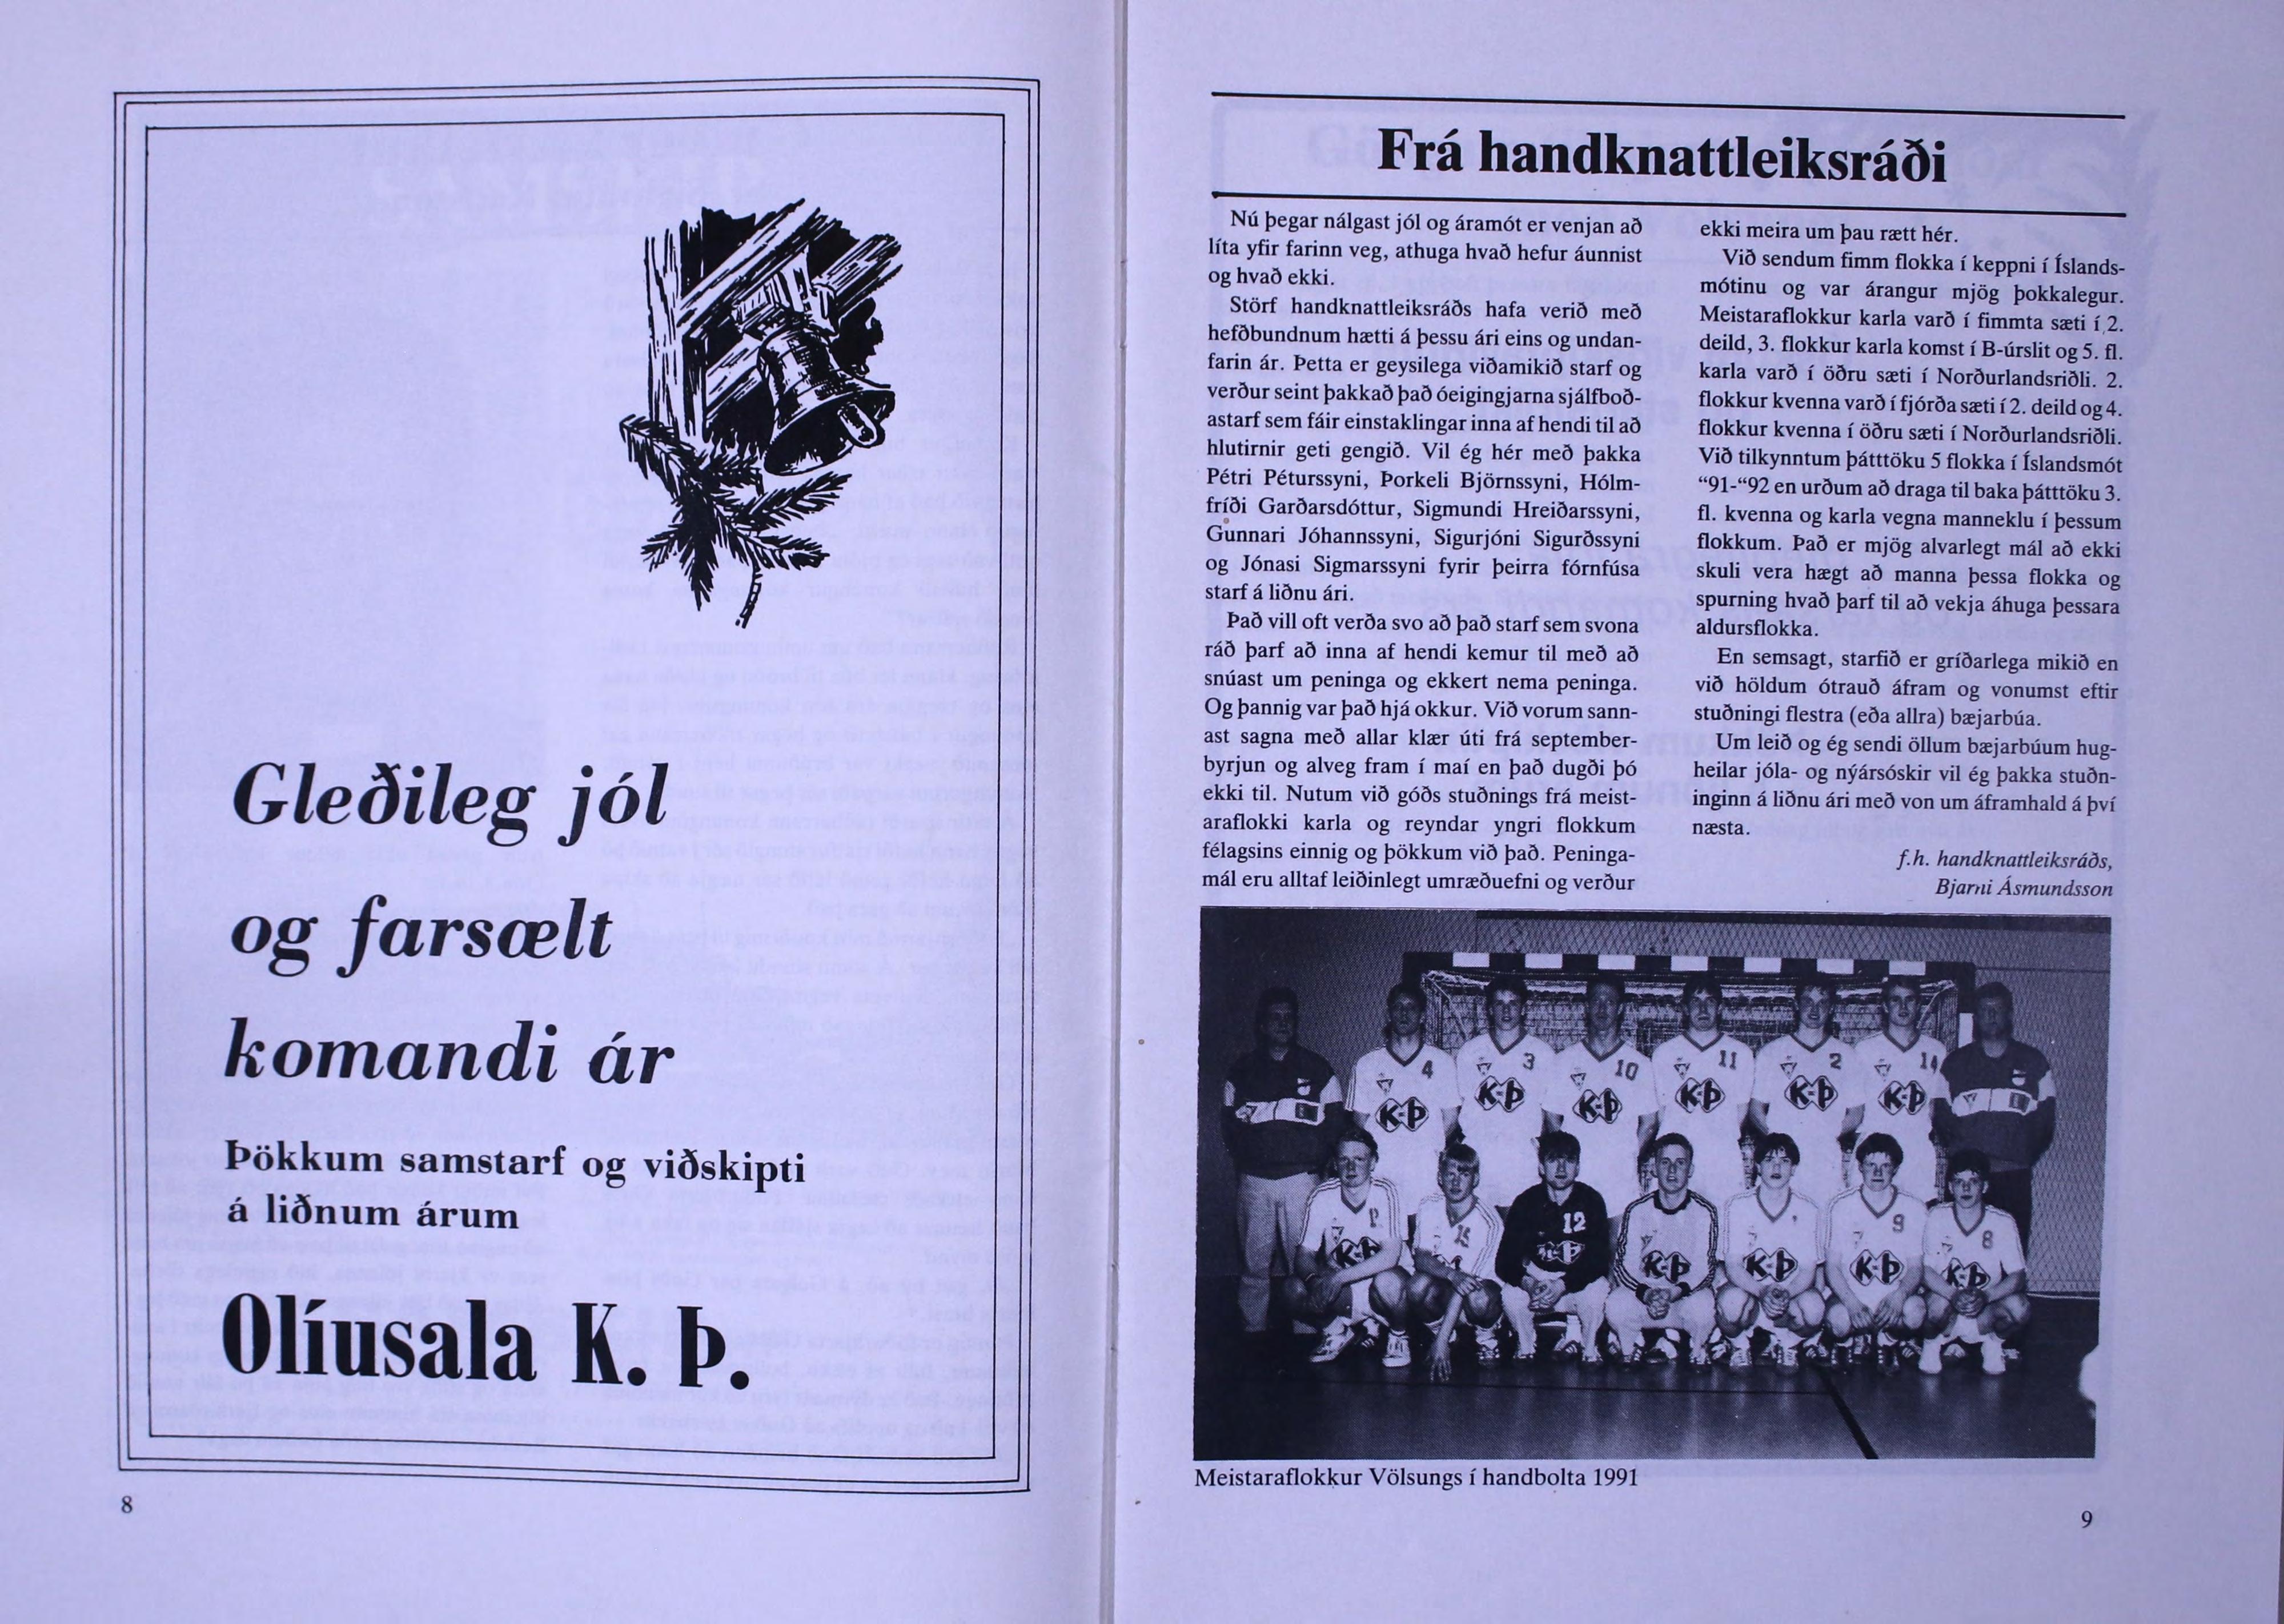 Gleðileg jól
og farsælt
komandi ár
Þökkum samstarf og viðskipti
á liðnum árum
Olíusala K. Þ.
8
Frá handknattleiksráði
Nú þegar nálgast jól og áramót er venjan að
líta yfir farinn veg, athuga hvað hefur áunnist
og hvað ekki.
Störf handknattleiksráðs hafa verið með
hefðbundnum hætti á þessu ári eins og undan-
farin ár. Þetta er geysilega viðamikið starf og
verður seint þakkað það óeigingjarna sjálfboð-
astarf sem fáir einstaklingar inna af hendi til að
hlutirnir geti gengið. Vil ég hér með þakka
Pétri Péturssyni, Þorkeli Björnssyni, Hólm-
fríði Garðarsdóttur, Sigmundi Hreiðarssyni,
Gunnari Jóhannssyni, Sigurjóni Sigurðssyni
og Jónasi Sigmarssyni fyrir þeirra fórnfúsa
starf á liðnu ári.
Það vill oft verða svo að það starf sem svona
ráð þarf að inna af hendi kemur til með að
snúast um peninga og ekkert nema peninga.
Og þannig var það hjá okkur. Við vorum sann-
ast sagna með allar klær úti frá september-
byrjun og alveg fram í maí en það dugði þó
ekki til. Nutum við góðs stuðnings frá meist-
araflokki karla og reyndar yngri flokkum
félagsins einnig og þökkum við það. Peninga-
mál eru alltaf leiðinlegt umræðuefni og verður
ekki meira um þau rætt hér.
Við sendum fimm flokka í keppni í Íslands-
mótinu og var árangur mjög þokkalegur.
Meistaraflokkur karla varð í fimmta sæti í 2.
deild, 3. flokkur karla komst í B-úrslit og 5. fl.
karla varð í öðru sæti í Norðurlandsriðli. 2.
flokkur kvenna varð í fjórða sæti í 2. deild og 4.
flokkur kvenna í öðru sæti í Norðurlandsriðli.
Við tilkynntum þátttöku 5 flokka í Íslandsmót
“91-“92 en urðum að draga til baka þátttöku 3.
fl. kvenna og karla vegna manneklu í þessum
flokkum. Það er mjög alvarlegt mál að ekki
skuli vera hægt að manna þessa flokka og
spurning hvað þarf til að vekja áhuga þessara
aldursflokka.
En semsagt, starfið er gríðarlega mikið en
við höldum ótrauð áfram og vonumst eftir
stuðningi flestra (eða allra) bæjarbúa.
Um leið og ég sendi öllum bæjarbúum hug-
heilar jóla- og nýársóskir vil ég þakka stuðn-
inginn á liðnu ári með von um áframhald á því
næsta.
f.h. handknattleiksráðs,
Bjarni Ásmundsson
4 3 10 11 2 14
K-Þ K-Þ K-Þ K-Þ K-Þ K-Þ
15 12 9 8
K-Þ K-Þ K-Þ K-Þ K-Þ K-Þ
Meistaraflokkur Völsungs í handbolta 1991
9